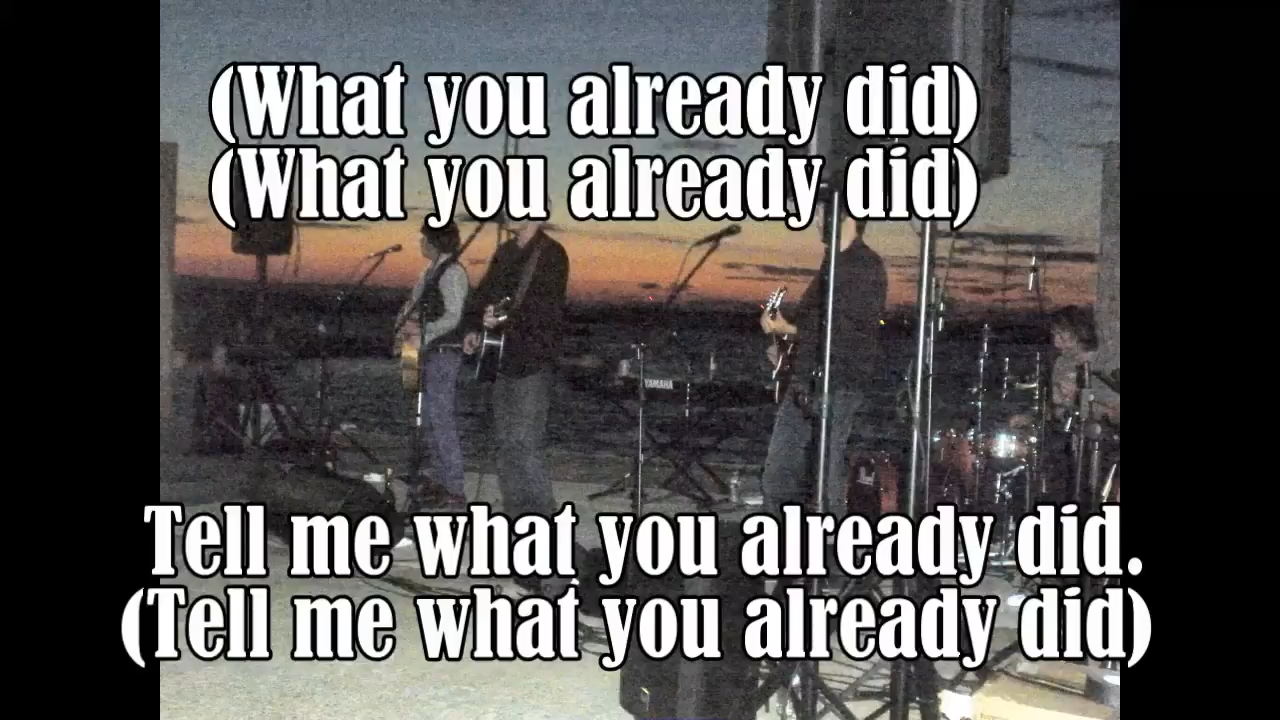 (What you already did)
(What you already did)
YAMAHA
Tell me what you already did.
(Tell me what you already did)